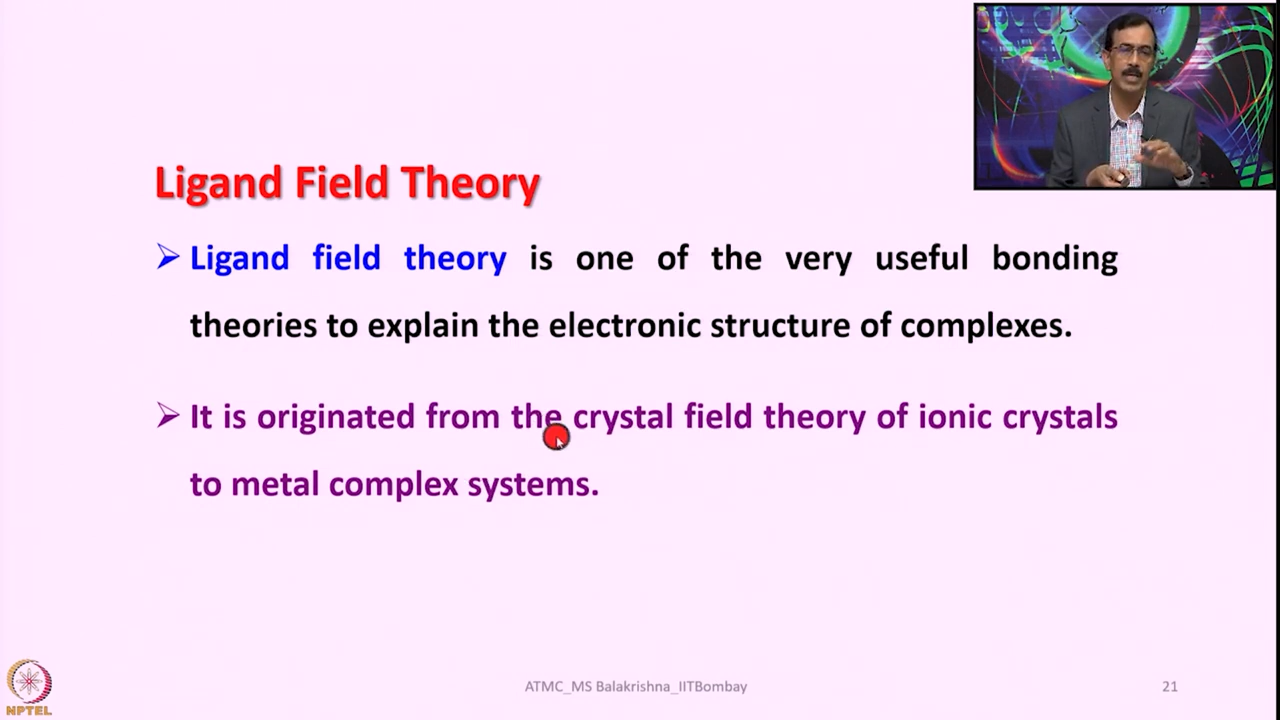 Ligand Field Theory
➢ Ligand field theory is one of the very useful bonding
theories to explain the electronic structure of complexes.
➢ It is originated from the crystal field theory of ionic crystals
to metal complex systems.
NPTEL
ATMC_MS Balakrishna_IITBombay
21